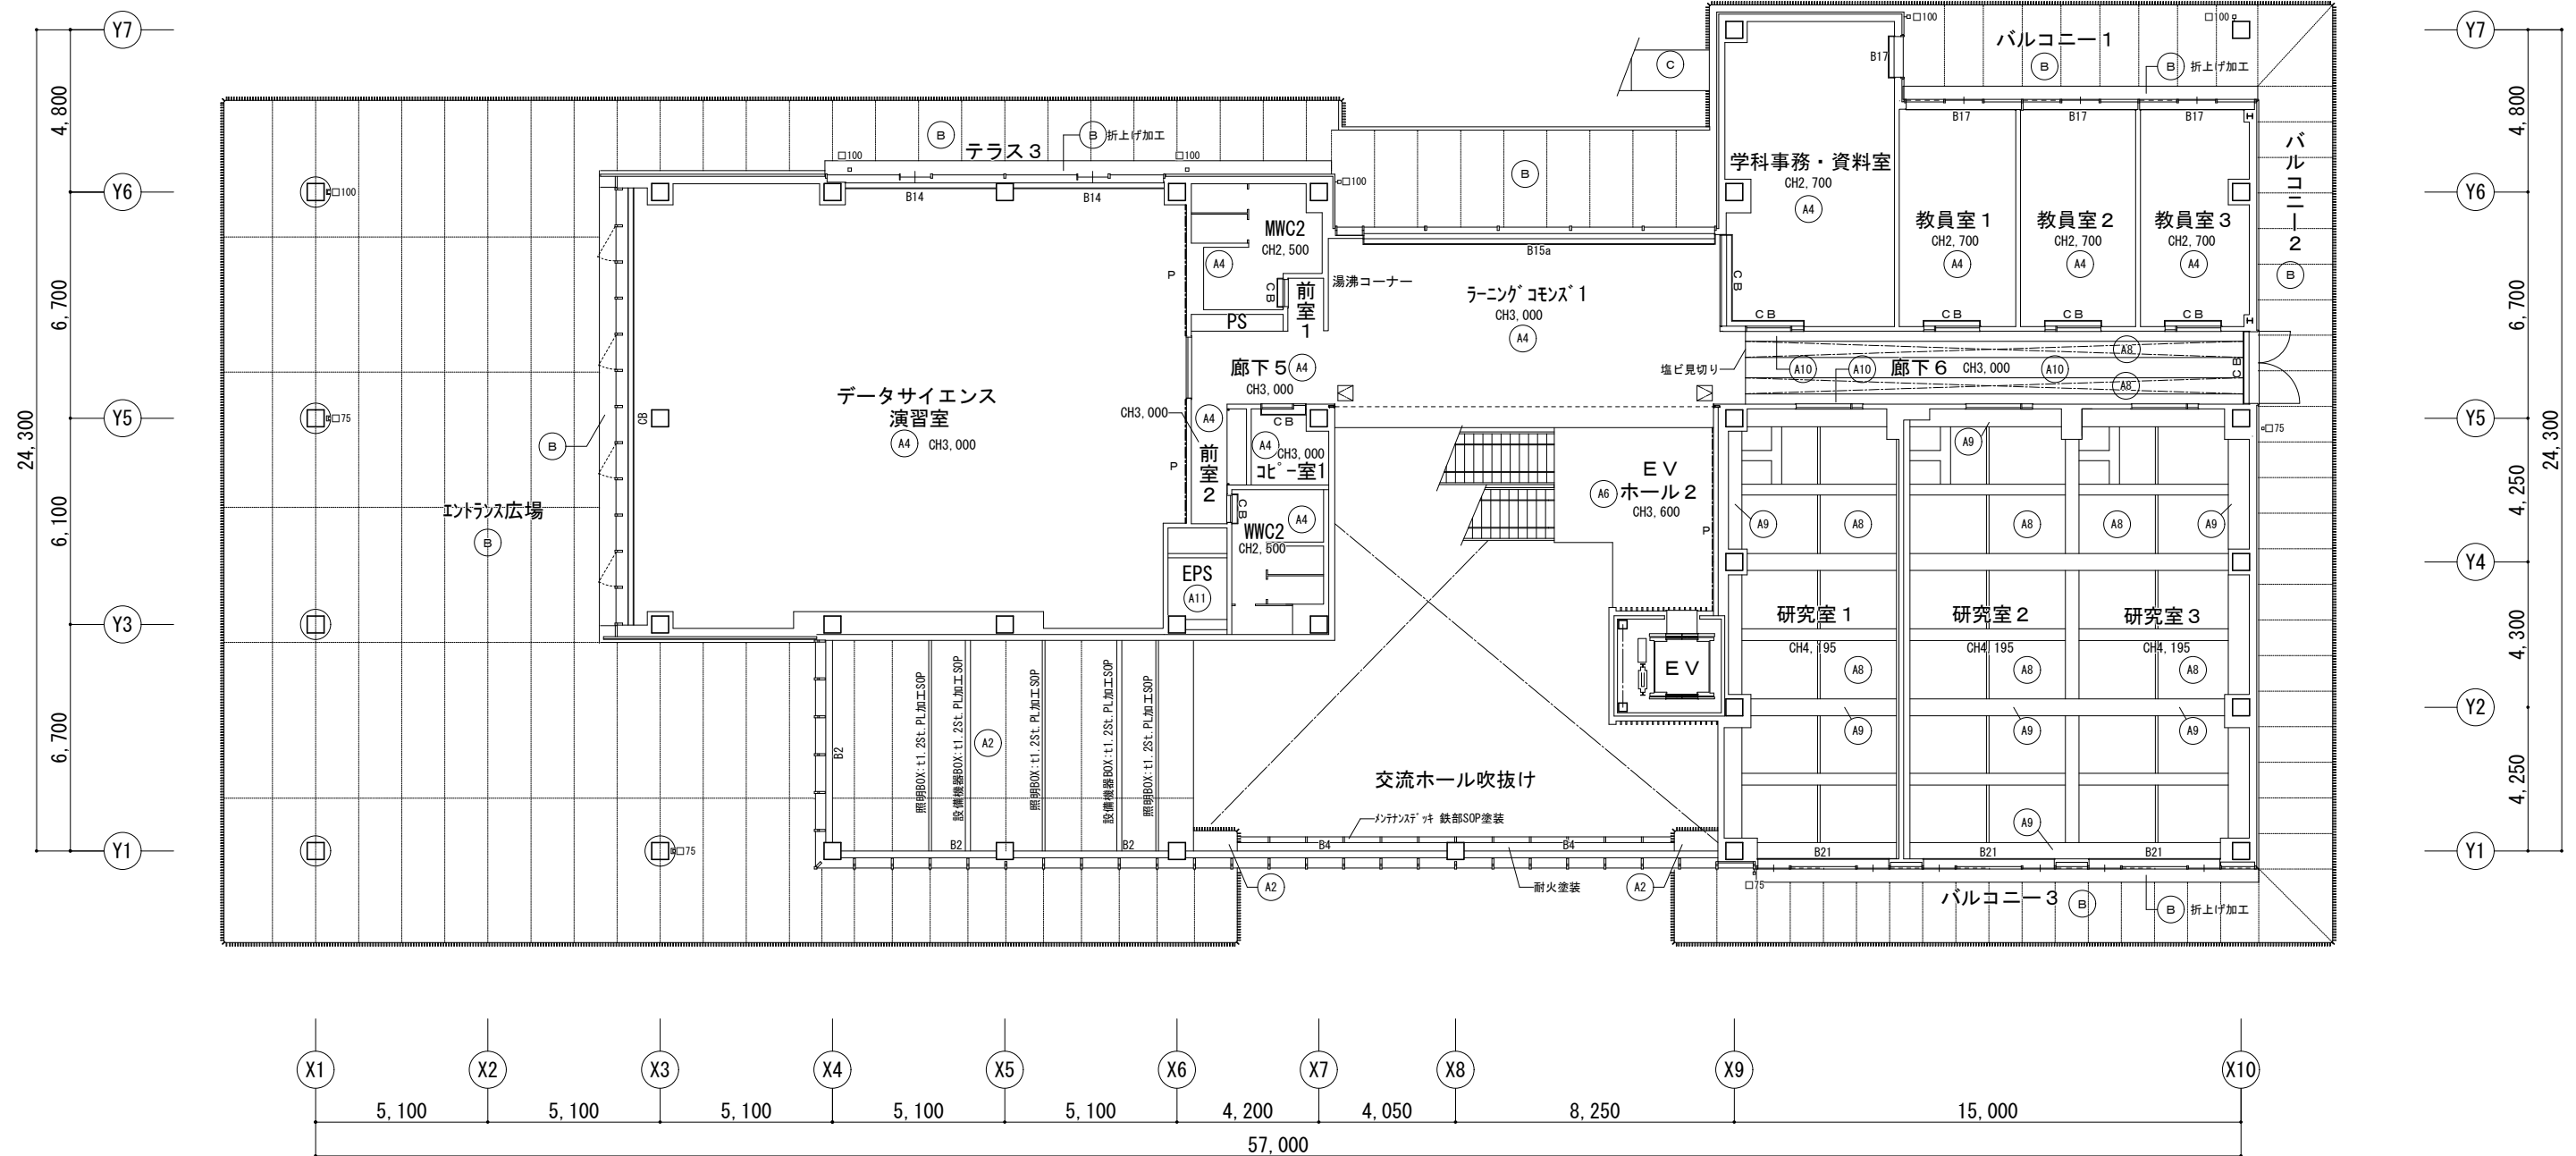 Y7
□100
□100
Y7
バルコニー1
B17
C
B
B 折上げ加工
4,800
4,800
B
B 折上げ加工
テラス3
B17
B17
B17
バルコニー2
B
□100
□100
学科事務・資料室
CH2,700
A4
B
Y6
□100
□100
Y6
B14
B14
MWC2
CH2,500
A4
教員室1
CH2,700
A4
教員室2
CH2,700
A4
教員室3
CH2,700
A4
B15a
P
CB
前室1
湯沸コーナー
ラーニングコモンズ1
CH3,000
A4
CB
6,700
6,700
PS
CB
CB
CB
CB
廊下5
A4
CH3,000
塩ビ見切り
A10
A10
廊下6
CH3,000
A10
A8
A8
CB
データサイエンス
演習室
A4
CH3,000
CH3,000
A4
CB
A4
CH3,000
コピー室1
Y5
□75
CB
B
Y5
□75
24,300
24,300
P
前室2
EV
ホール2
CH3,600
A6
P
A9
エントランス広場
B
CB
A4
WWC2
CH2,500
A9
A8
A8
A8
A9
6,100
4,250
EPS
A11
Y4
Y3
研究室1
CH4,195
A8
研究室2
CH4,195
A8
研究室3
CH4,195
A8
4,300
EV
照明BOX:t1.2St.PL加工SOP
設備機器BOX:t1.2St.PL加工SOP
照明BOX:t1.2St.PL加工SOP
設備機器BOX:t1.2St.PL加工SOP
照明BOX:t1.2St.PL加工SOP
A2
B2
6,700
Y2
A9
A9
A9
交流ホール吹抜け
4,250
メンテナンスデッキ 鉄部SOP塗装
A9
Y1
□75
B2
B2
B4
B4
B21
B21
B21
Y1
A2
耐火塗装
A2
□75
バルコニー3
B
B 折上げ加工
X1
X2
X3
X4
X5
X6
X7
X8
X9
X10
5,100
5,100
5,100
5,100
5,100
4,200
4,050
8,250
15,000
57,000